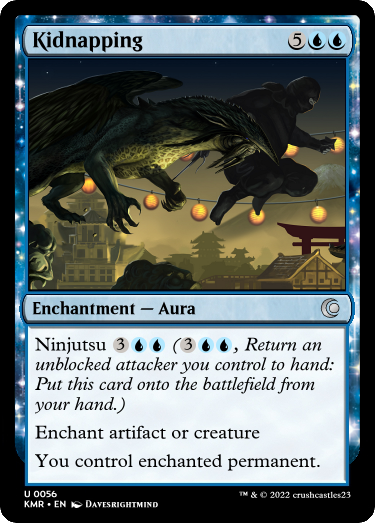 Kidnapping 5
Enchantment — Aura
Ninjutsu 3 (3, Return an
unblocked attacker you control to hand:
Put this card onto the battlefield from
your hand.)
Enchant artifact or creature
You control enchanted permanent.
U 0056
KMR • EN DAVESRIGHTMIND
™ & © 2022 crushcastles23